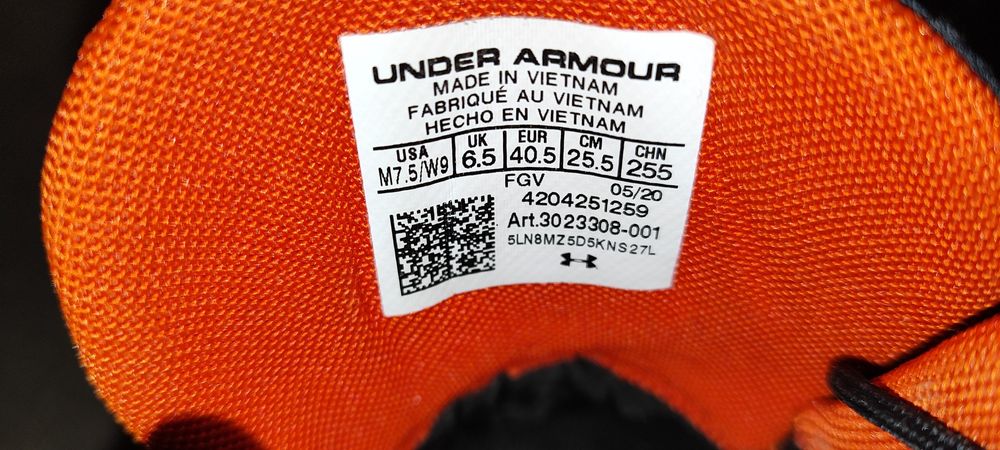 UNDER ARMOUR
MADE IN VIETNAM
FABRIQUÉ AU VIETNAM
HECHO EN VIETNAM
USA UK EUR CM CHN
M7.5/W9 6.5 40.5 25.5 255
FGV 05/20
4204251259
Art.3023308-001
5LN8MZ5D5KNS27L